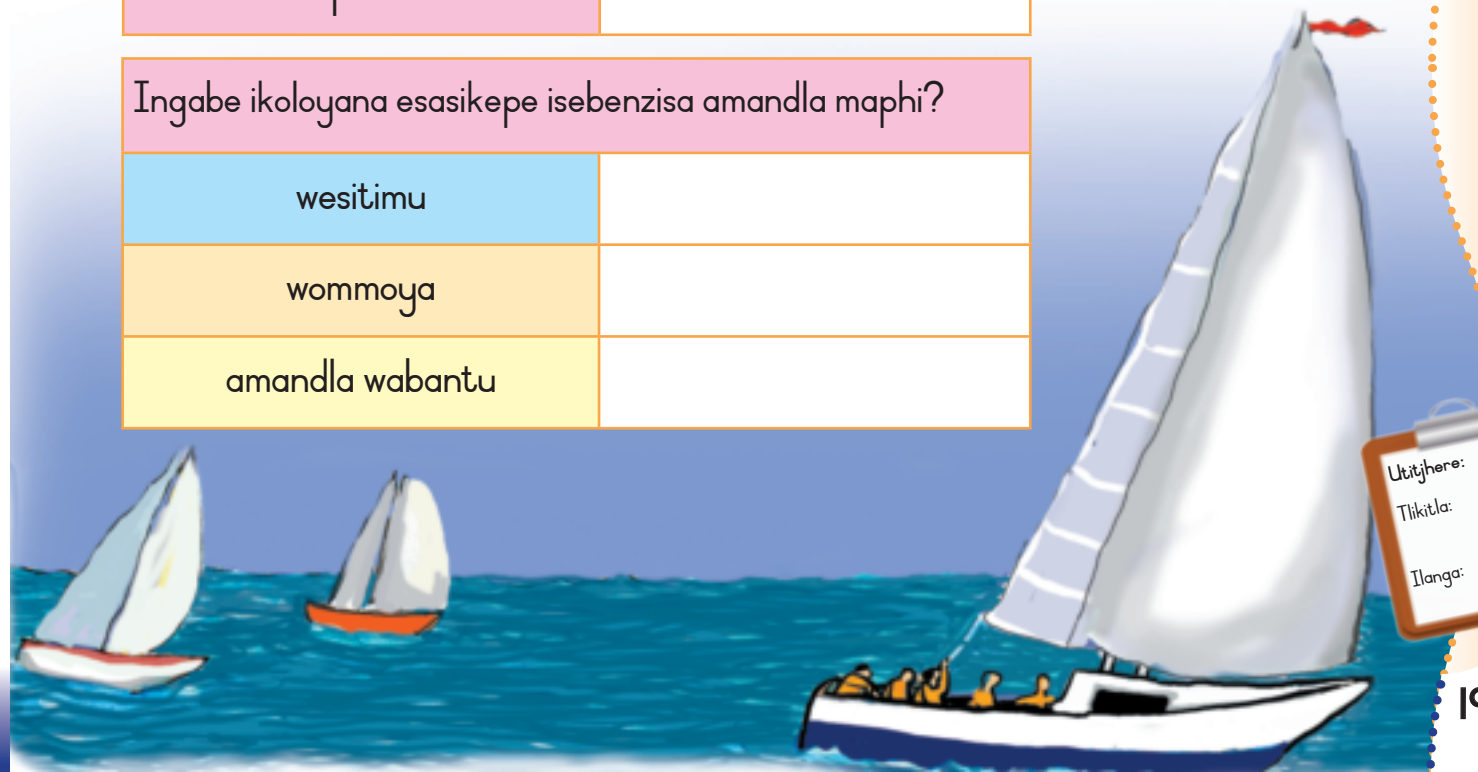 Ingabe ikoloyana esasikepe isebenzisa amandla maphi?
wesitimu
wommoya
amandla wabantu
Utitjhere:
Tlikitla:
Ilanga: